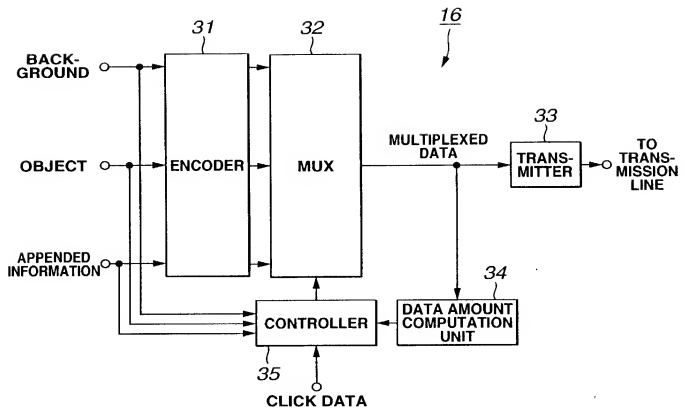 31
32
16
BACK-
GROUND
33
MULTIPLEXED
DATA
TO
TRANS-
MISSION
LINE
OBJECT
ENCODER
MUX
TRANS-
MITTER
APPENDED
INFORMATION
34
CONTROLLER
DATA AMOUNT
COMPUTATION
UNIT
35
CLICK DATA